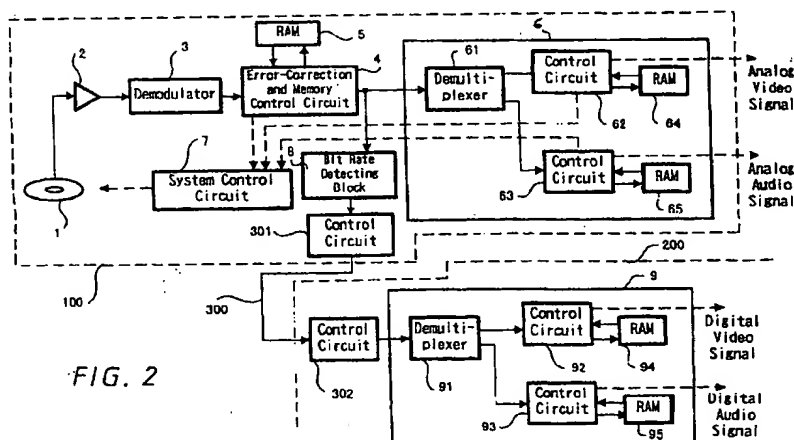 RAM
5
2
3
4
Demodulator
Error-Correction
and Memory
Control Circuit
6
61
Demulti-
plexer
Control
Circuit
62
RAM
64
Analog
Video
Signal
7
System Control
Circuit
8
Bit Rate
Detecting
Block
Control
Circuit
63
RAM
65
Analog
Audio
Signal
1
301
Control
Circuit
100
200
300
9
Control
Circuit
302
Demulti-
plexer
91
Control
Circuit
92
RAM
94
Digital
Video
Signal
Control
Circuit
93
RAM
95
Digital
Audio
Signal
FIG. 2